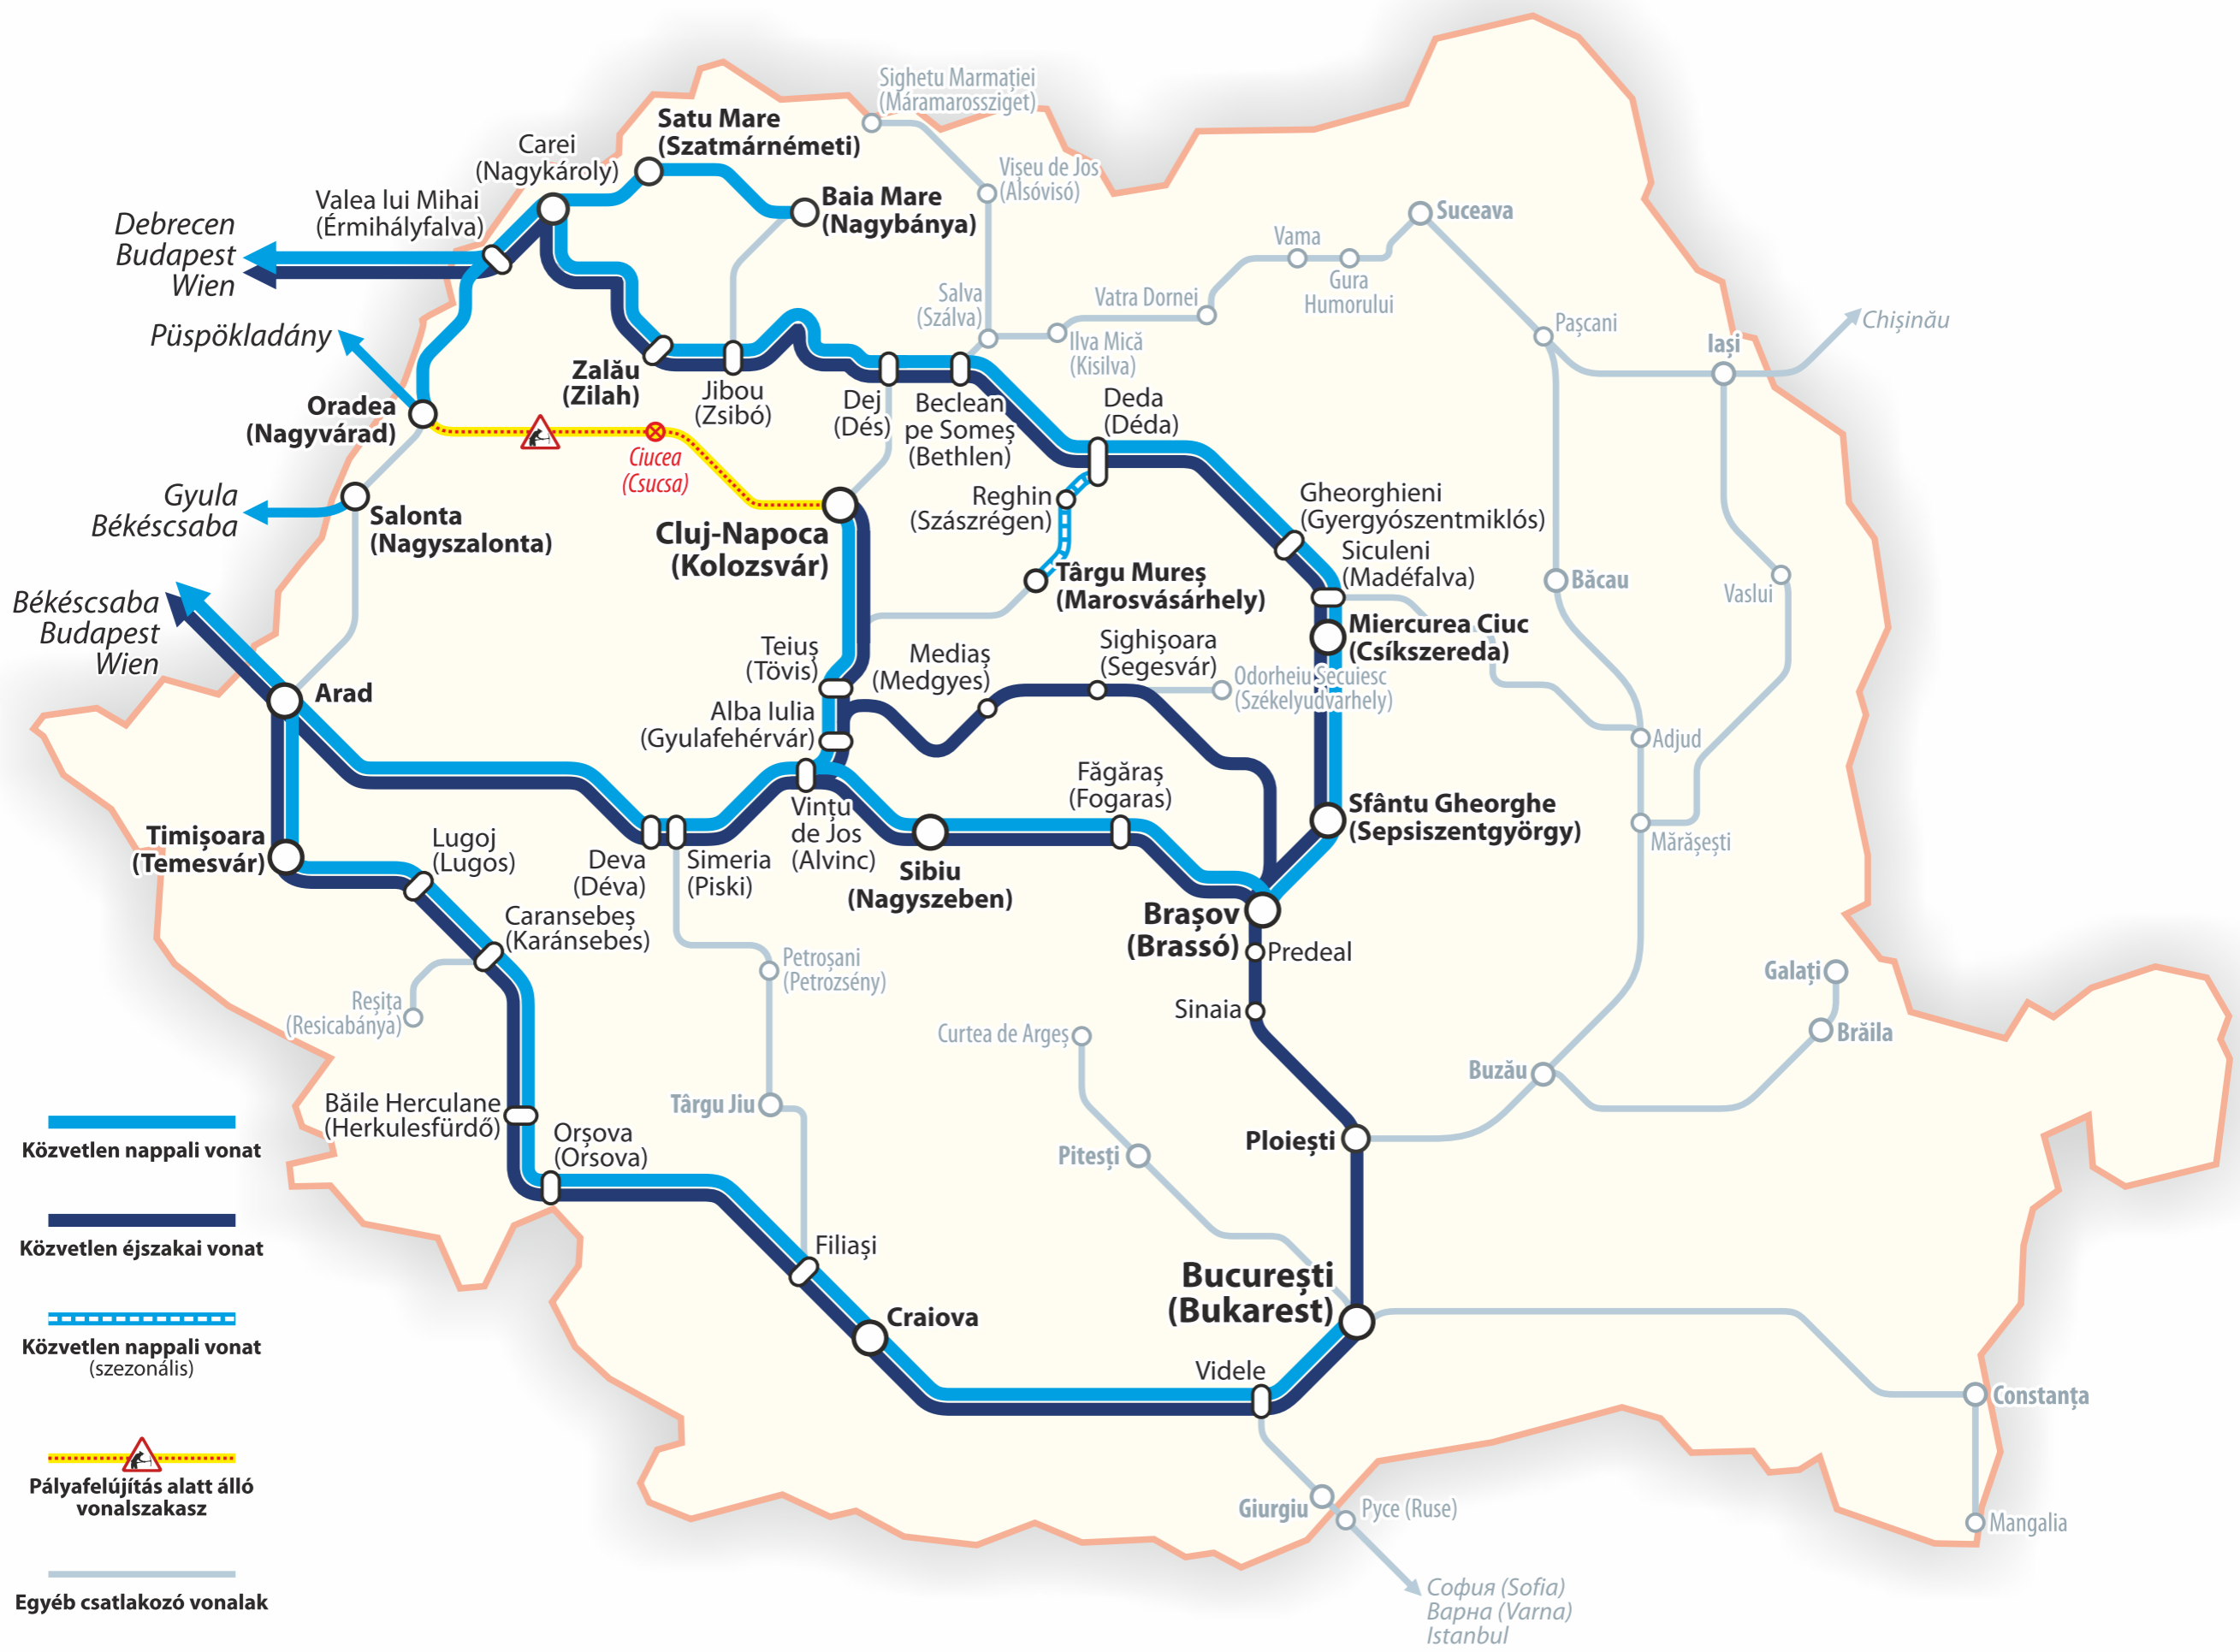 Sighetu Marmației
(Máramarossziget)
Satu Mare
(Szatmárnémeti)
Carei
(Nagykároly)
Vișeu de Jos
(Alsóvisó)
Valea lui Mihai
(Érmihályfalva)
Baia Mare
(Nagybánya)
Debrecen
Budapest
Wien
Suceava
Vama
Gura
Humorului
Vatra Dornei
Salva
(Szálva)
Ilva Mică
(Kisilva)
Pașcani
Iași
Chișinău
Püspökladány
Zalău
(Zilah)
Jibou
(Zsibó)
Dej
(Dés)
Beclean
pe Someș
(Bethlen)
Deda
(Déda)
Oradea
(Nagyvárad)
Ciucea
(Csucsa)
Gyula
Békéscsaba
Salonta
(Nagyszalonta)
Cluj-Napoca
(Kolozsvár)
Reghin
(Szászrégen)
Gheorghieni
(Gyergyószentmiklós)
Siculeni
(Madéfalva)
Târgu Mureș
(Marosvásárhely)
Băcau
Vaslui
Békéscsaba
Budapest
Wien
Miercurea Ciuc
(Csíkszereda)
Teiuș
(Tövis)
Mediaș
(Medgyes)
Sighișoara
(Segesvár)
Odorheiu Secuiesc
(Székelyudvarhely)
Arad
Alba Iulia
(Gyulafehérvár)
Adjud
Făgăraș
(Fogaras)
Sfântu Gheorghe
(Sepsiszentgyörgy)
Mărășești
Timișoara
(Temesvár)
Lugoj
(Lugos)
Deva
(Déva)
Simeria
(Piski)
Vințu
de Jos
(Alvinc)
Sibiu
(Nagyszeben)
Brașov
(Brassó)
Caransebeș
(Karánsebes)
Predeal
Petroșani
(Petrozsény)
Reșița
(Resicabánya)
Sinaia
Galați
Brăila
Curtea de Argeș
Buzău
Băile Herculane
(Herkulesfürdő)
Târgu Jiu
Orșova
(Orsova)
Ploiești
Pitești
Közvetlen nappali vonat
Filiași
Közvetlen éjszakai vonat
București
(Bukarest)
Craiova
Közvetlen nappali vonat
(szezonális)
Videle
Constanța
Pályafelújítás alatt álló
vonalszakasz
Giurgiu
Русе (Ruse)
Mangalia
Egyéb csatlakozó vonalak
София (Sofia)
Варна (Varna)
Istanbul